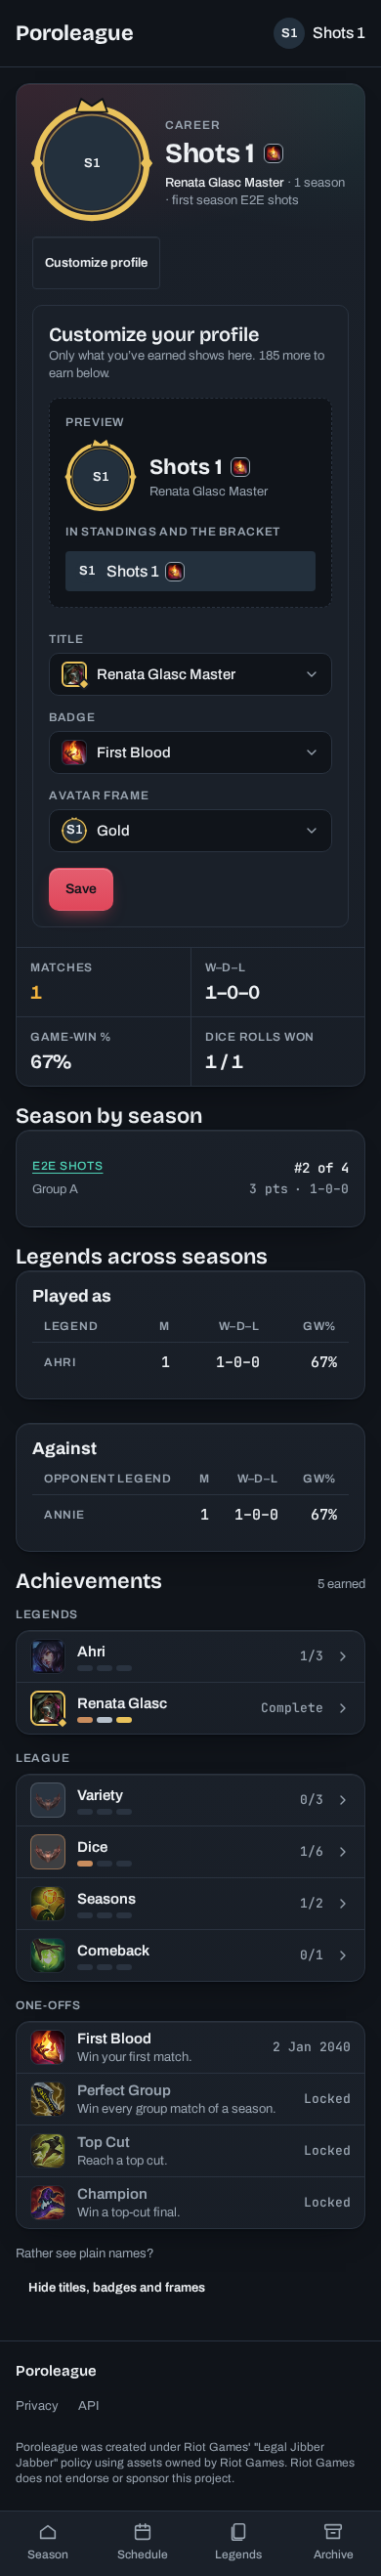 Poroleague
S1 Shots 1
S1
CAREER
Shots 1
Renata Glasc Master · 1 season
· first season E2E shots
Customize profile
Customize your profile
Only what you've earned shows here. 185 more to
earn below.
PREVIEW
S1
Shots 1
Renata Glasc Master
IN STANDINGS AND THE BRACKET
S1 Shots 1
TITLE
Renata Glasc Master
BADGE
First Blood
AVATAR FRAME
S1 Gold
Save
MATCHES
1
W–D–L
1–0–0
GAME-WIN %
67%
DICE ROLLS WON
1 / 1
Season by season
E2E SHOTS
#2 of 4
Group A
3 pts · 1–0–0
Legends across seasons
Played as
LEGEND M W–D–L GW%
AHRI 1 1–0–0 67%
Against
OPPONENT LEGEND M W–D–L GW%
ANNIE 1 1–0–0 67%
Achievements 5 earned
LEGENDS
Ahri 1/3
Renata Glasc Complete
LEAGUE
Variety 0/3
Dice 1/6
Seasons 1/2
Comeback 0/1
ONE-OFFS
First Blood
Win your first match.
2 Jan 2040
Perfect Group
Win every group match of a season.
Locked
Top Cut
Reach a top cut.
Locked
Champion
Win a top-cut final.
Locked
Rather see plain names?
Hide titles, badges and frames
Poroleague
Privacy API
Poroleague was created under Riot Games' "Legal Jibber
Jabber" policy using assets owned by Riot Games. Riot Games
does not endorse or sponsor this project.
Season Schedule Legends Archive